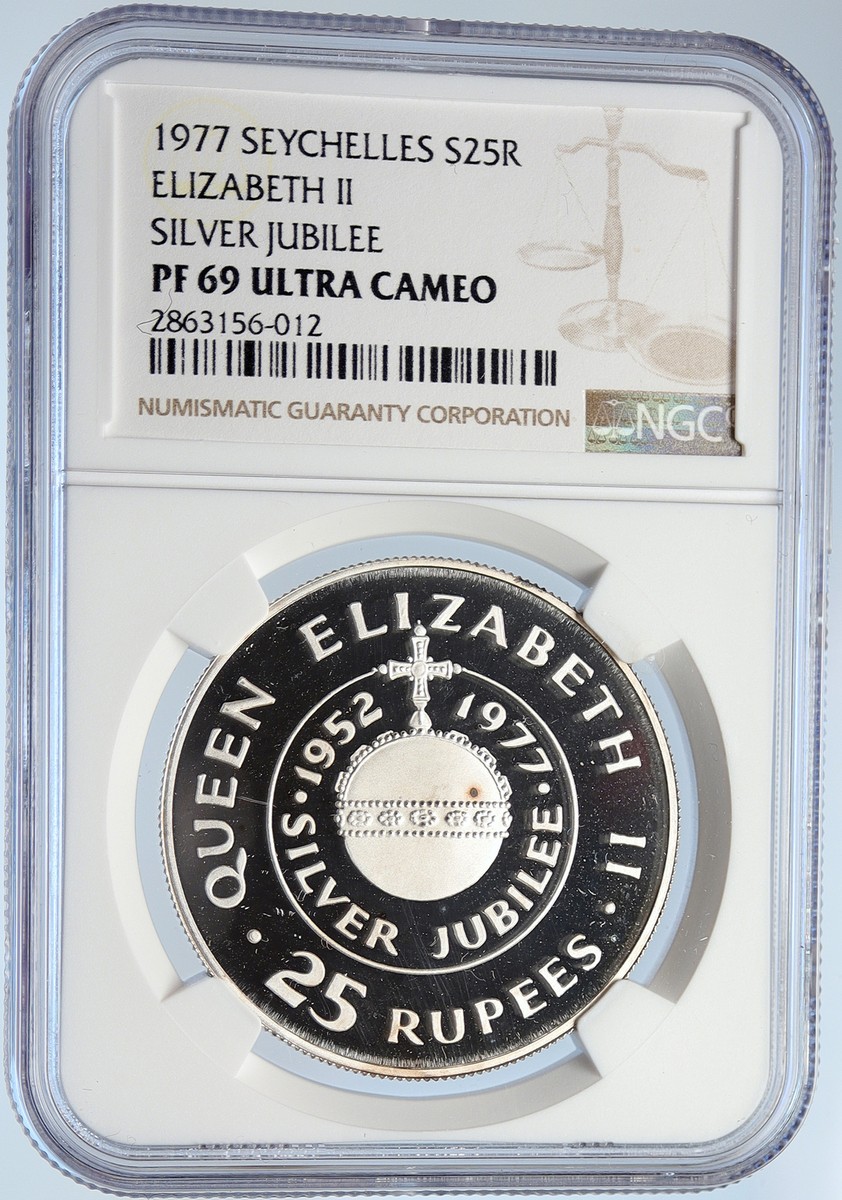 1977 SEYCHELLES S25R
ELIZABETH II
SILVER JUBILEE
PF 69 ULTRA CAMEO
2863156-012
NUMISMATIC GUARANTY CORPORATION
NGC
QUEEN ELIZABETH II
· 1952 1977 ·
SILVER JUBILEE
· 25 RUPEES ·